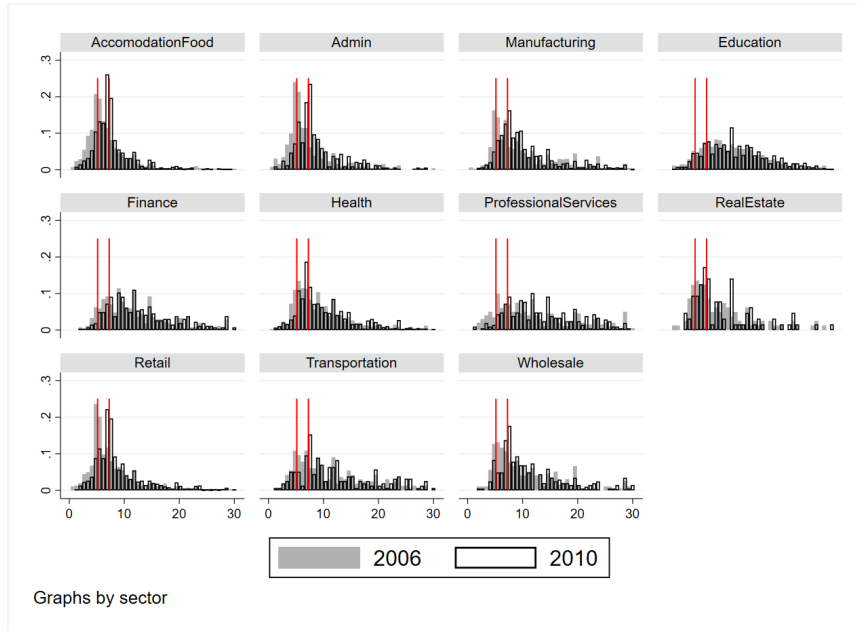 AccomodationFood Admin Manufacturing Education
.3
.2
.1
0
Finance Health ProfessionalServices RealEstate
.3
.2
.1
0
Retail Transportation Wholesale
.3
.2
.1
0
0 10 20 30 0 10 20 30 0 10 20 30
2006 2010
Graphs by sector